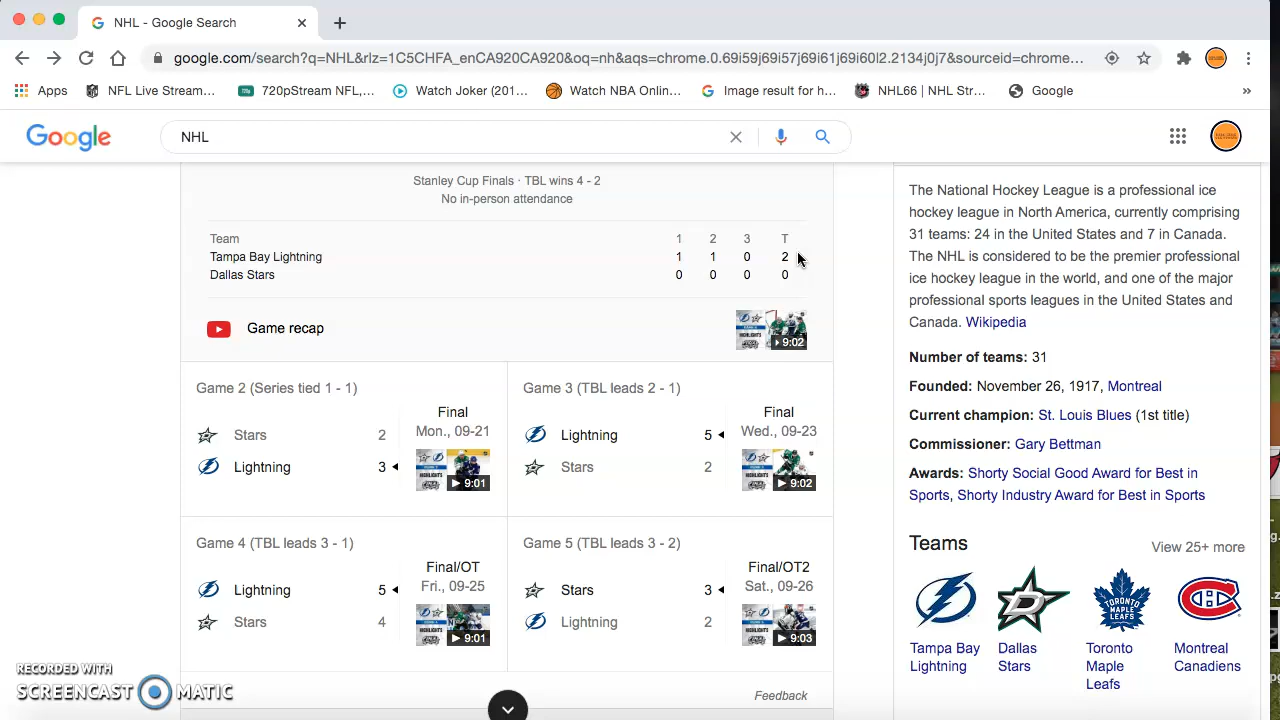 NHL - Google Search
google.com/search?q=NHL&rlz=1C5CHFA_enCA920CA920&oq=nh&aqs=chrome.0.69i59j69i57j69i61j69i60l2.2134j0j7&sourceid=chrome...
Apps NFL Live Stream... 720pStream NFL,... Watch Joker (201... Watch NBA Onlin... Image result for h... NHL66 | NHL Str... Google »
Google NHL
Stanley Cup Finals · TBL wins 4 - 2
No in-person attendance
Team 1 2 3 T
Tampa Bay Lightning 1 1 0 2
Dallas Stars 0 0 0 0
Game recap 9:02
Game 2 (Series tied 1 - 1)
Final
Stars 2 Mon., 09-21
Lightning 3
9:01
Game 3 (TBL leads 2 - 1)
Final
Lightning 5 Wed., 09-23
Stars 2
9:02
Game 4 (TBL leads 3 - 1)
Final/OT
Lightning 5 Fri., 09-25
Stars 4
9:01
Game 5 (TBL leads 3 - 2)
Final/OT2
Stars 3 Sat., 09-26
Lightning 2
9:03
Feedback
The National Hockey League is a professional ice
hockey league in North America, currently comprising
31 teams: 24 in the United States and 7 in Canada.
The NHL is considered to be the premier professional
ice hockey league in the world, and one of the major
professional sports leagues in the United States and
Canada. Wikipedia
Number of teams: 31
Founded: November 26, 1917, Montreal
Current champion: St. Louis Blues (1st title)
Commissioner: Gary Bettman
Awards: Shorty Social Good Award for Best in
Sports, Shorty Industry Award for Best in Sports
Teams View 25+ more
TORONTO
MAPLE
LEAFS
Tampa Bay
Lightning
Dallas
Stars
Toronto
Maple
Leafs
Montreal
Canadiens
RECORDED WITH
SCREENCAST MATIC